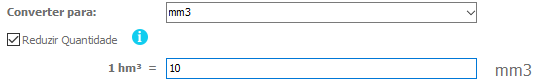 Converter para: mm3
Reduzir Quantidade i
1 hm³ = 10 mm3